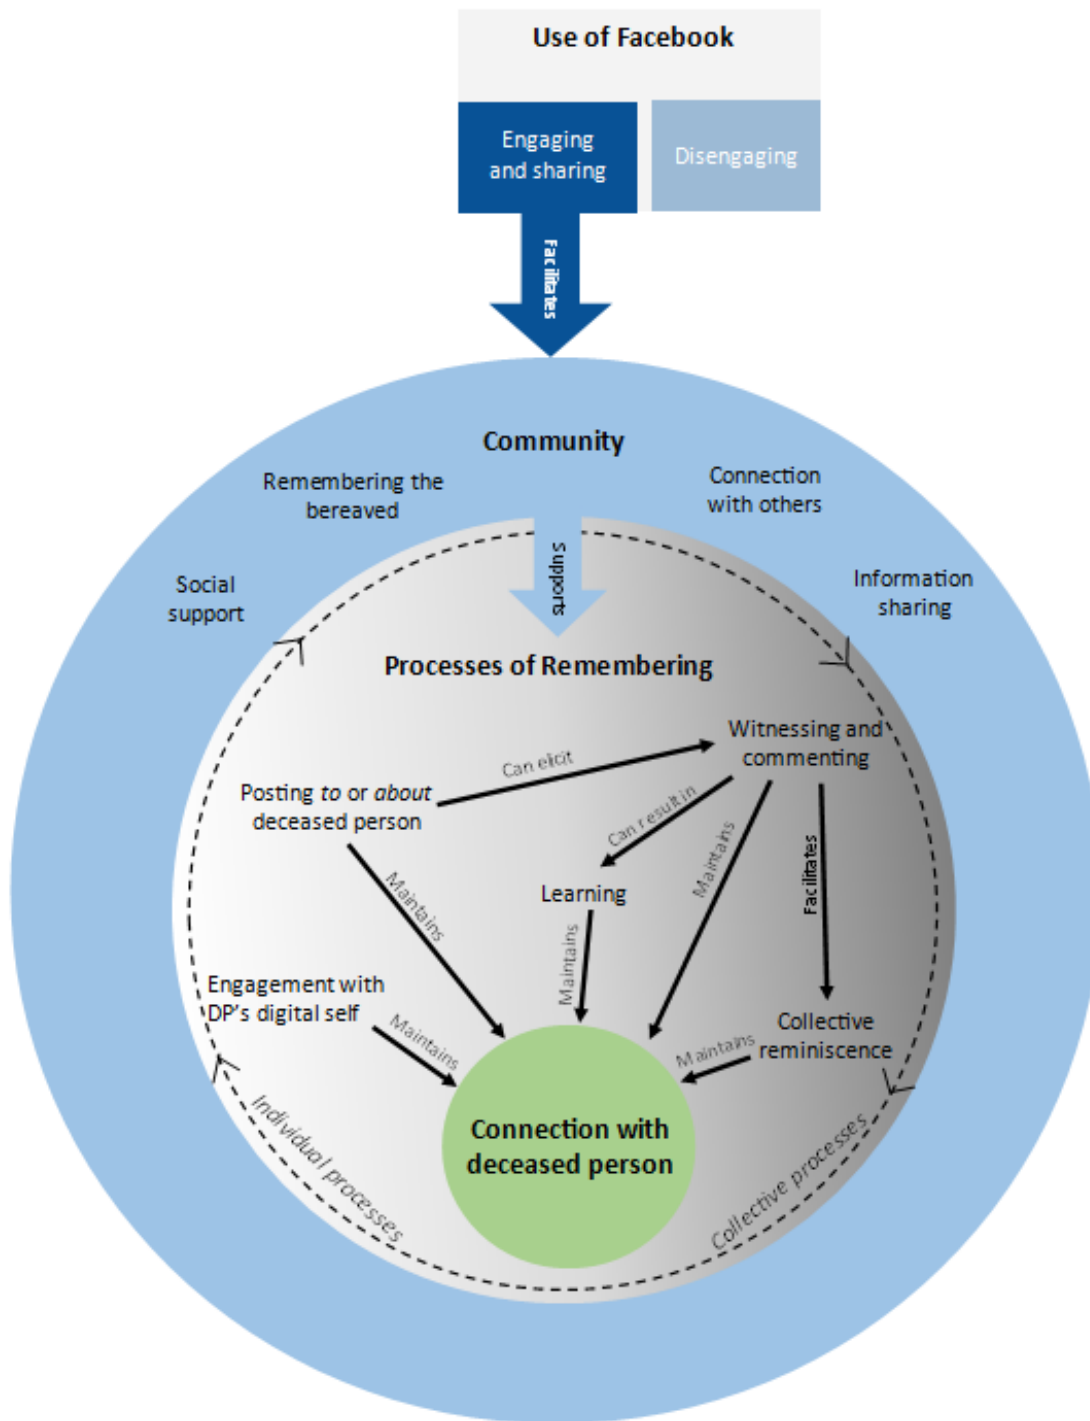 Use of Facebook
Engaging
and sharing
Disengaging
Facilitates
Community
Remembering the
bereaved
Connection
with others
Social
support
Information
sharing
Supports
Processes of Remembering
Witnessing and
commenting
Can elicit
Posting to or about
deceased person
Can result in
Maintains
Facilitates
Learning
Maintains
Maintains
Engagement with
DP's digital self
Maintains
Collective
reminiscence
Maintains
Connection with
deceased person
Individual processes
Collective processes